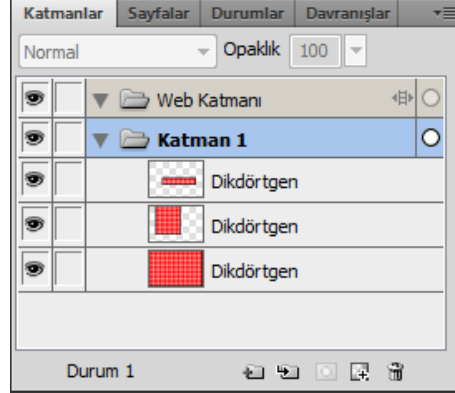 Katmanlar Sayfalar Durumlar Davranışlar
Normal Opaklık 100
Web Katmanı
Katman 1
Dikdörtgen
Dikdörtgen
Dikdörtgen
Durum 1